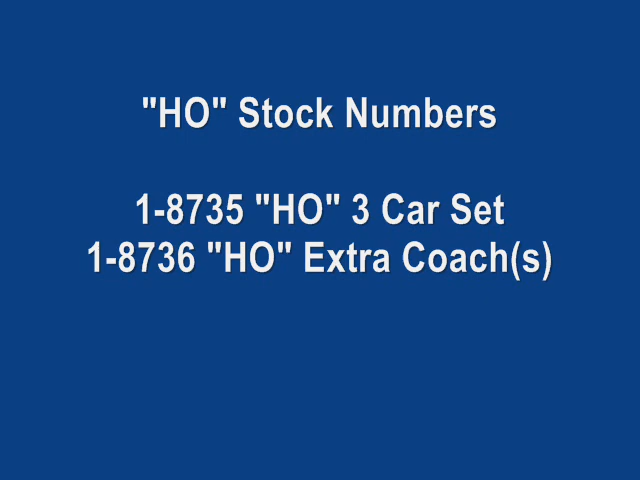 "HO" Stock Numbers
1-8735 "HO" 3 Car Set
1-8736 "HO" Extra Coach(s)